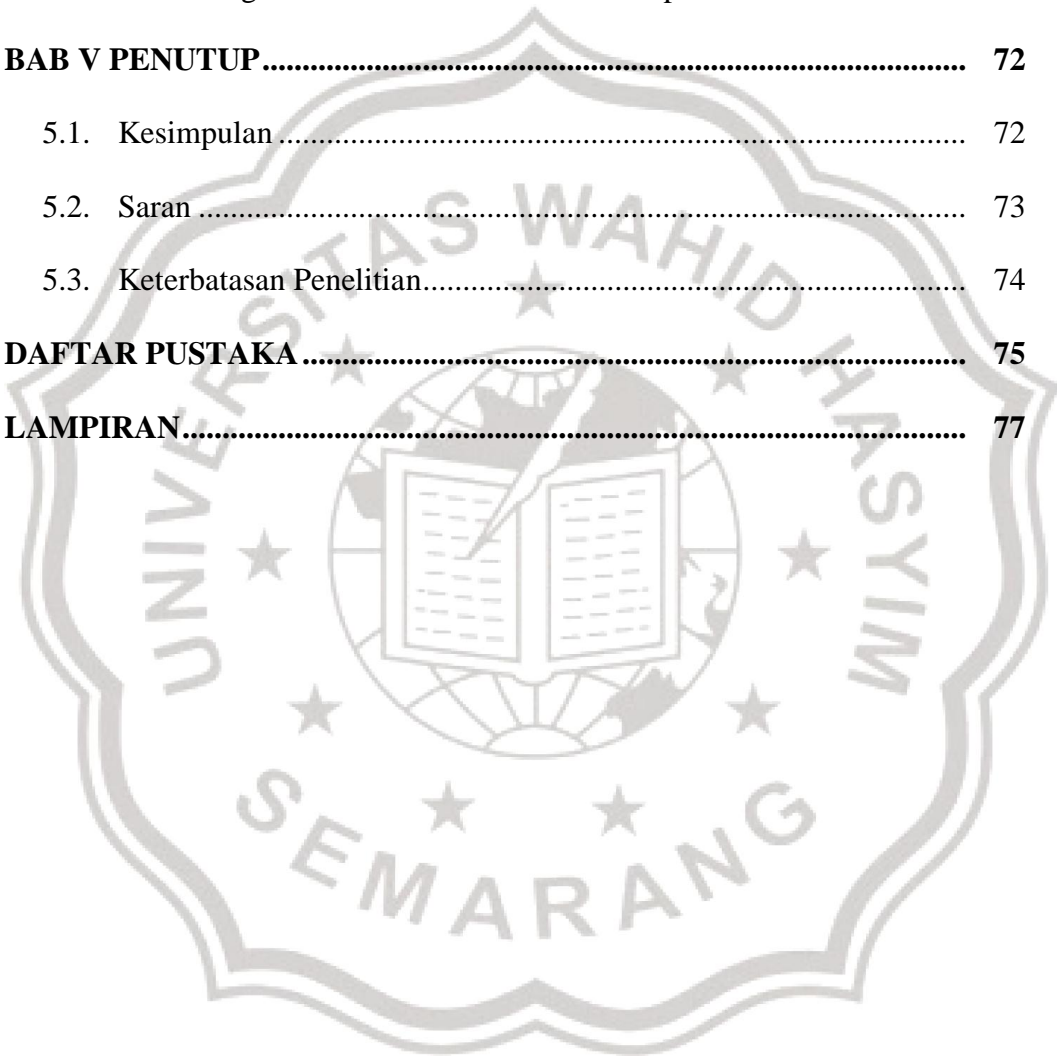 BAB V PENUTUP........................................................................................... 72
5.1. Kesimpulan ......................................................................................... 72
5.2. Saran .................................................................................................... 73
5.3. Keterbatasan Penelitian....................................................................... 74
DAFTAR PUSTAKA ...................................................................................... 75
LAMPIRAN..................................................................................................... 77
UNIVERSITAS WAHID HASYIM
SEMARANG